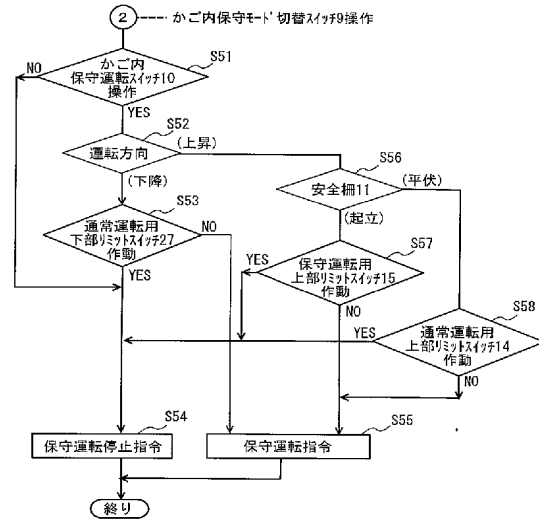 2 ---- かご内保守モード切替スイッチ9操作
S51
かご内
保守運転スイッチ10
操作
NO
YES
S52
運転方向
(上昇)
(下降)
S56
安全柵11
(平伏)
(起立)
S53
通常運転用
下部リミットスイッチ27
作動
NO
YES
S57
保守運転用
上部リミットスイッチ15
作動
YES
NO
S58
通常運転用
上部リミットスイッチ14
作動
YES
NO
S54
保守運転停止指令
S55
保守運転指令
終り